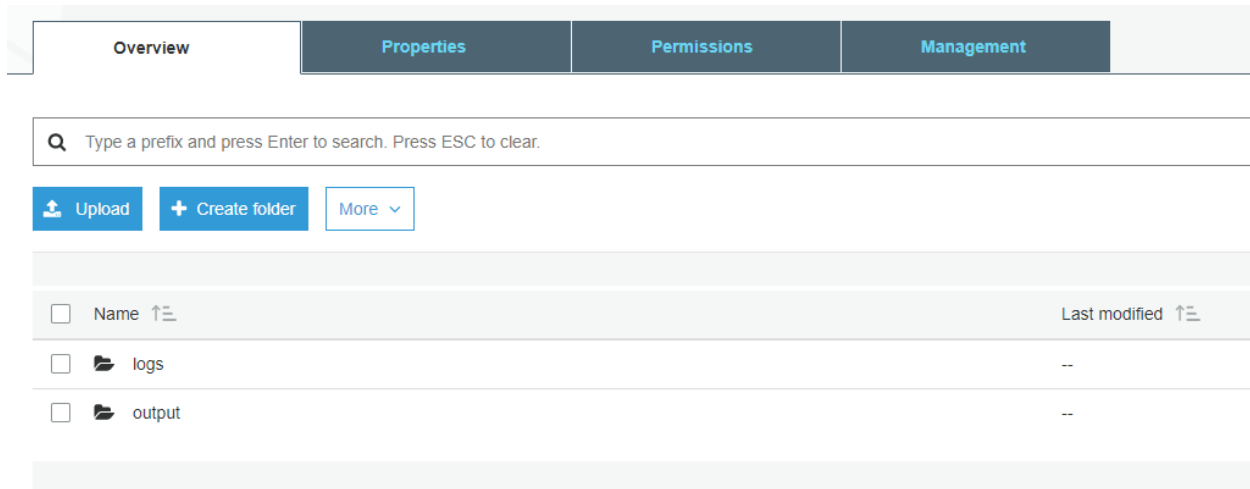 Overview Properties Permissions Management
Type a prefix and press Enter to search. Press ESC to clear.
Upload Create folder More
Name Last modified
logs --
output --